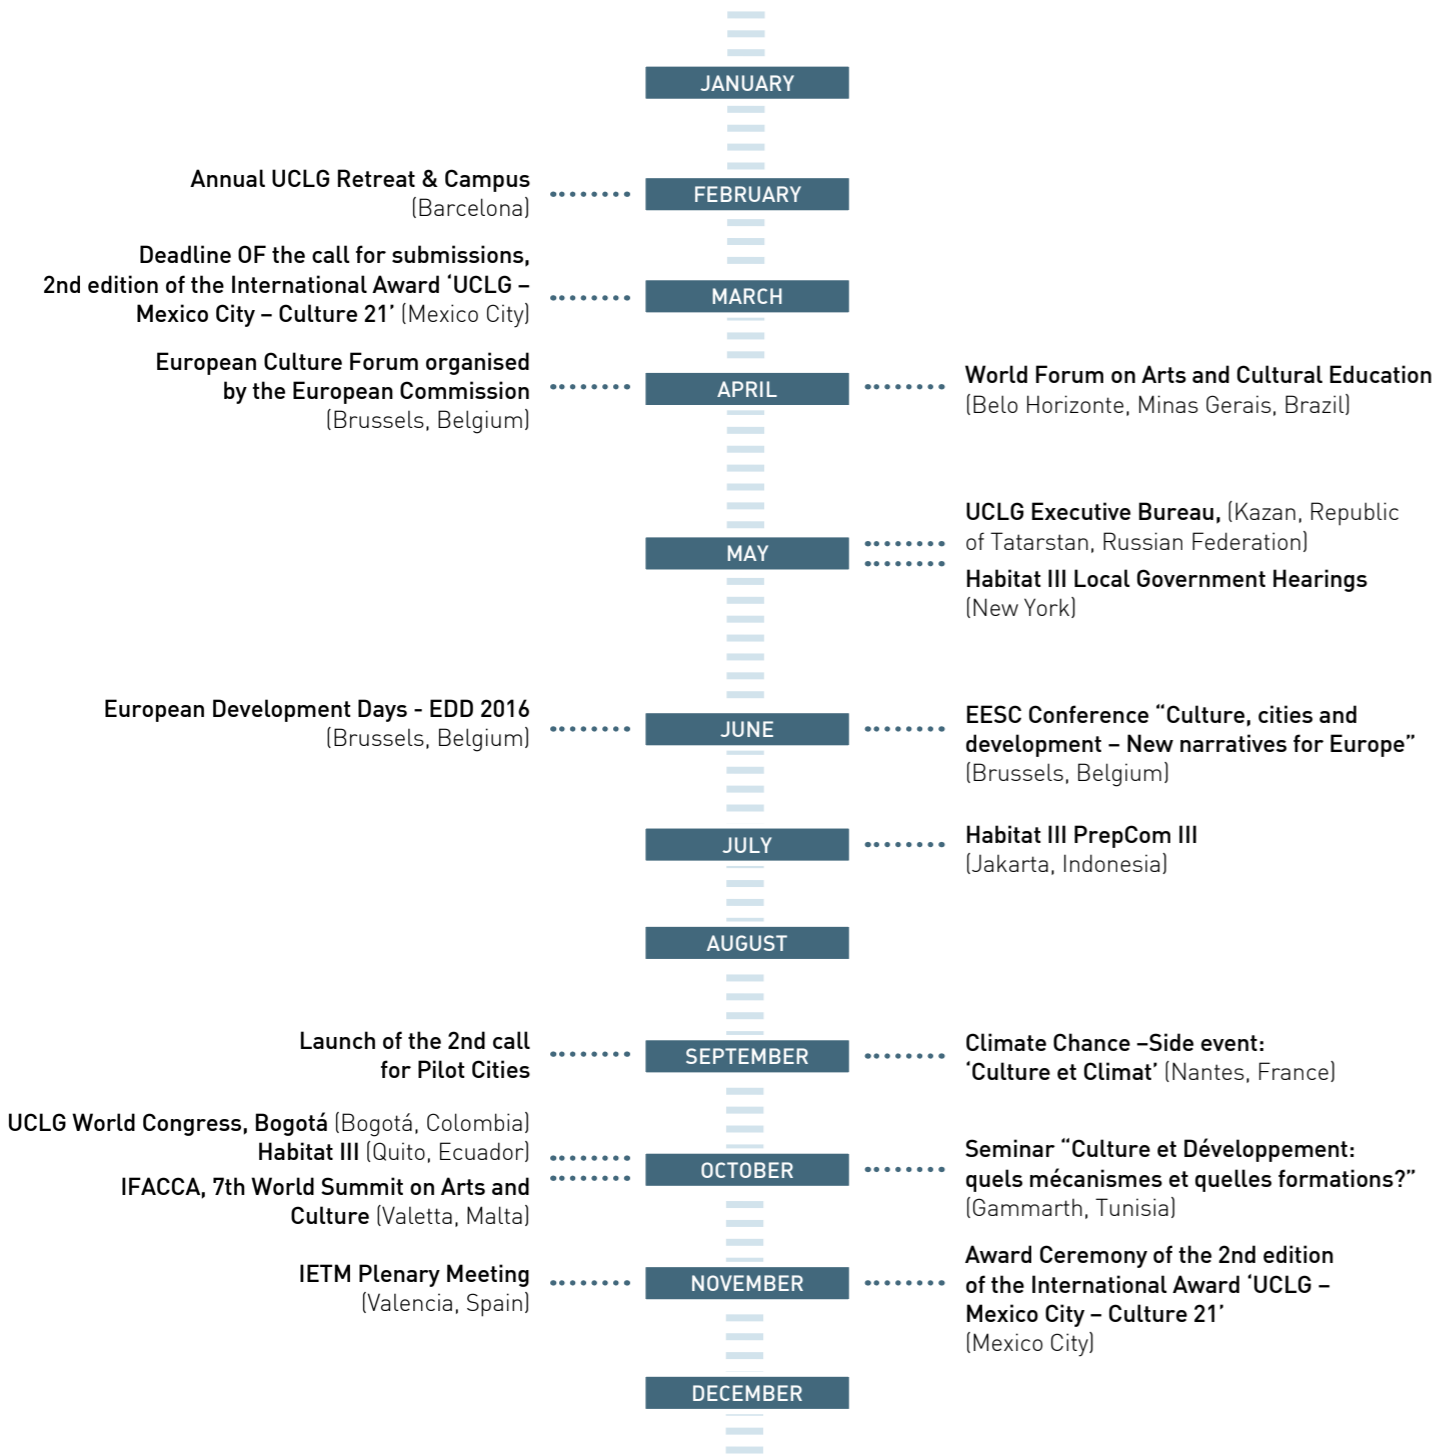 JANUARY
Annual UCLG Retreat & Campus
(Barcelona)
FEBRUARY
Deadline OF the call for submissions,
2nd edition of the International Award ‘UCLG –
Mexico City – Culture 21’ (Mexico City)
MARCH
European Culture Forum organised
by the European Commission
(Brussels, Belgium)
APRIL
World Forum on Arts and Cultural Education
(Belo Horizonte, Minas Gerais, Brazil)
MAY
UCLG Executive Bureau, (Kazan, Republic
of Tatarstan, Russian Federation)
Habitat III Local Government Hearings
(New York)
European Development Days - EDD 2016
(Brussels, Belgium)
JUNE
EESC Conference “Culture, cities and
development – New narratives for Europe”
(Brussels, Belgium)
JULY
Habitat III PrepCom III
(Jakarta, Indonesia)
AUGUST
Launch of the 2nd call
for Pilot Cities
SEPTEMBER
Climate Chance –Side event:
‘Culture et Climat’ (Nantes, France)
UCLG World Congress, Bogotá (Bogotá, Colombia)
Habitat III (Quito, Ecuador)
IFACCA, 7th World Summit on Arts and
Culture (Valetta, Malta)
OCTOBER
Seminar “Culture et Développement:
quels mécanismes et quelles formations?”
(Gammarth, Tunisia)
IETM Plenary Meeting
(Valencia, Spain)
NOVEMBER
Award Ceremony of the 2nd edition
of the International Award ‘UCLG –
Mexico City – Culture 21’
(Mexico City)
DECEMBER